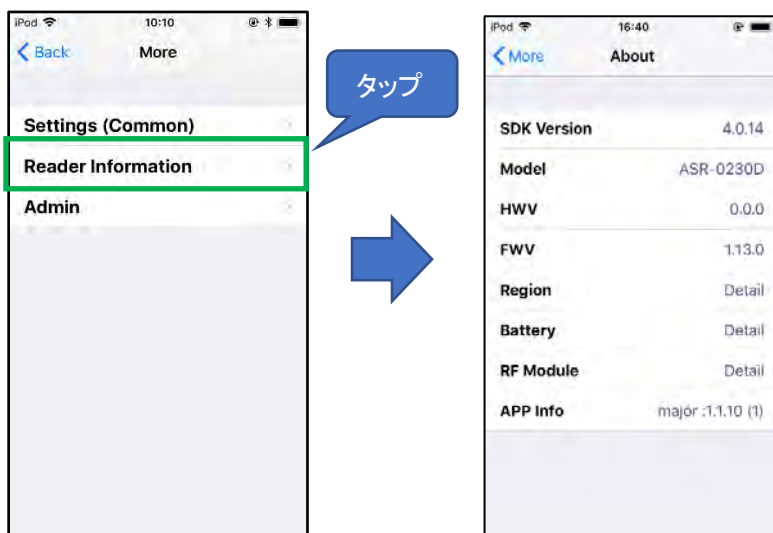 iPod 10:10
Back More
Settings (Common)
Reader Information
Admin
タップ
iPod 16:40
More About
SDK Version 4.0.14
Model ASR-0230D
HWV 0.0.0
FWV 1.13.0
Region Detail
Battery Detail
RF Module Detail
APP Info major :1.1.10 (1)